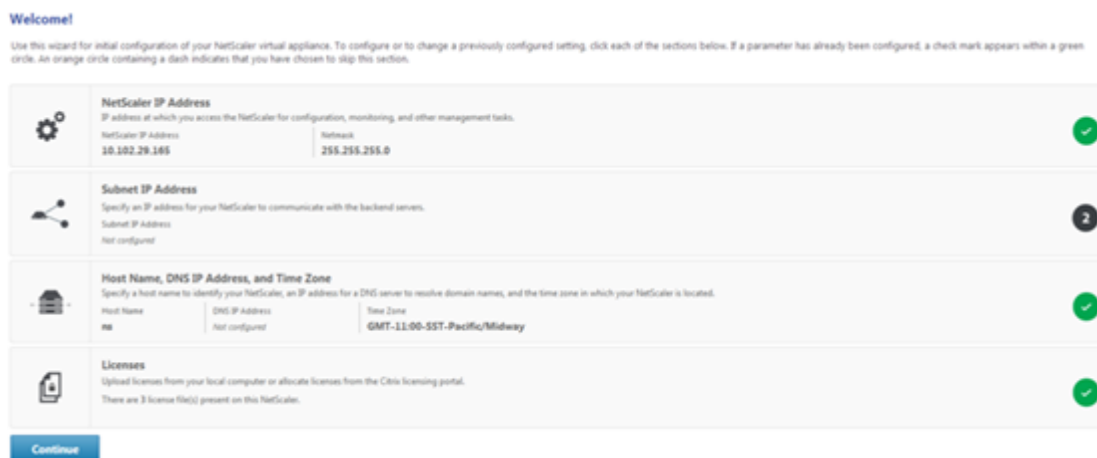 Welcome!
Use this wizard for initial configuration of your NetScaler virtual appliance. To configure or to change a previously configured setting, click each of the sections below. If a parameter has already been configured, a check mark appears within a green
circle. An orange circle containing a dash indicates that you have chosen to skip this section.
NetScaler IP Address
IP address at which you access the NetScaler for configuration, monitoring, and other management tasks.
NetScaler IP Address Netmask
10.102.29.165 255.255.255.0
Subnet IP Address
Specify an IP address for your NetScaler to communicate with the backend servers.
Subnet IP Address
Not configured
2
Host Name, DNS IP Address, and Time Zone
Specify a host name to identify your NetScaler, an IP address for a DNS server to resolve domain names, and the time zone in which your NetScaler is located.
Host Name DNS IP Address Time Zone
ns Not configured GMT-11:00-SST-Pacific/Midway
Licenses
Upload licenses from your local computer or allocate licenses from the Citrix licensing portal.
There are 3 license file(s) present on this NetScaler.
Continue